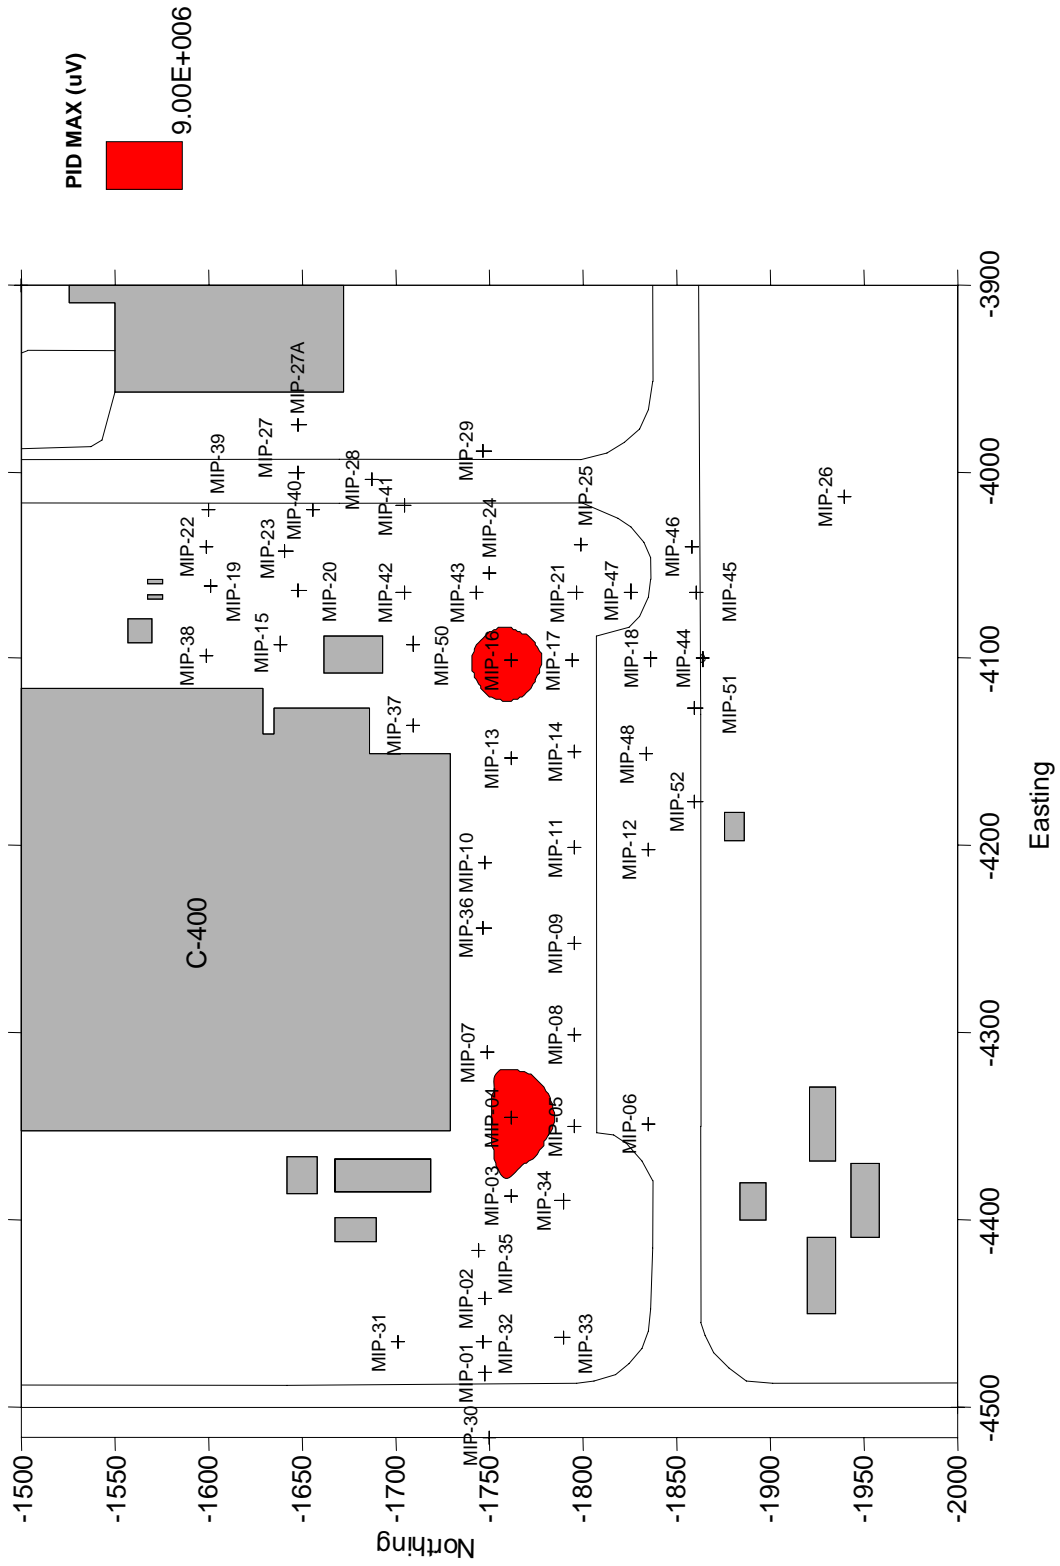 PID MAX (uV)
9.00E+006
C-400
MIP-38
MIP-22
MIP-39
MIP-19
MIP-15
MIP-23
MIP-40
MIP-27
MIP-27A
MIP-20
MIP-28
MIP-41
MIP-42
MIP-37
MIP-50
MIP-43
MIP-24
MIP-29
MIP-31
MIP-30
MIP-01
MIP-02
MIP-32
MIP-35
MIP-03
MIP-04
MIP-07
MIP-36
MIP-10
MIP-13
MIP-16
MIP-33
MIP-34
MIP-05
MIP-08
MIP-09
MIP-11
MIP-14
MIP-17
MIP-21
MIP-25
MIP-06
MIP-12
MIP-48
MIP-18
MIP-47
MIP-52
MIP-51
MIP-44
MIP-45
MIP-46
MIP-26
-1500
-1550
-1600
-1650
-1700
-1750
-1800
-1850
-1900
-1950
-2000
Northing
-4500
-4400
-4300
-4200
-4100
-4000
-3900
Easting